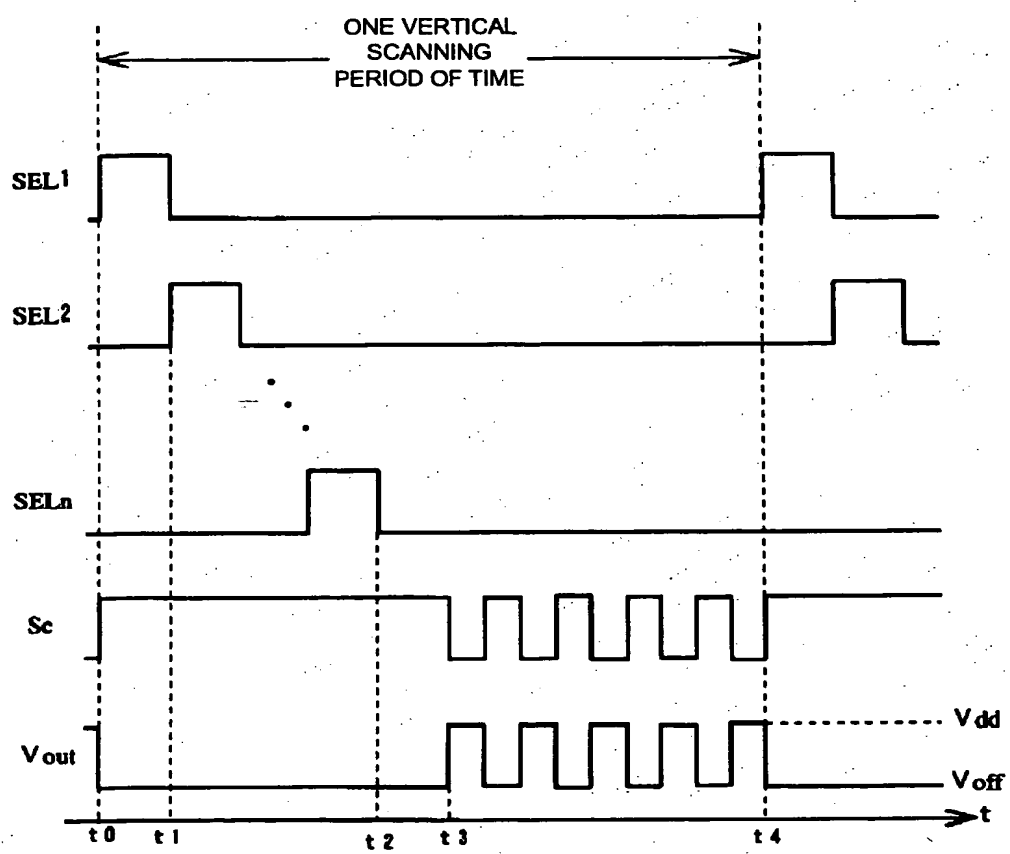 ONE VERTICAL
SCANNING
PERIOD OF TIME
SEL1
SEL2
SELn
Sc
Vdd
Vout
Voff
t
t0 t1 t2 t3 t4